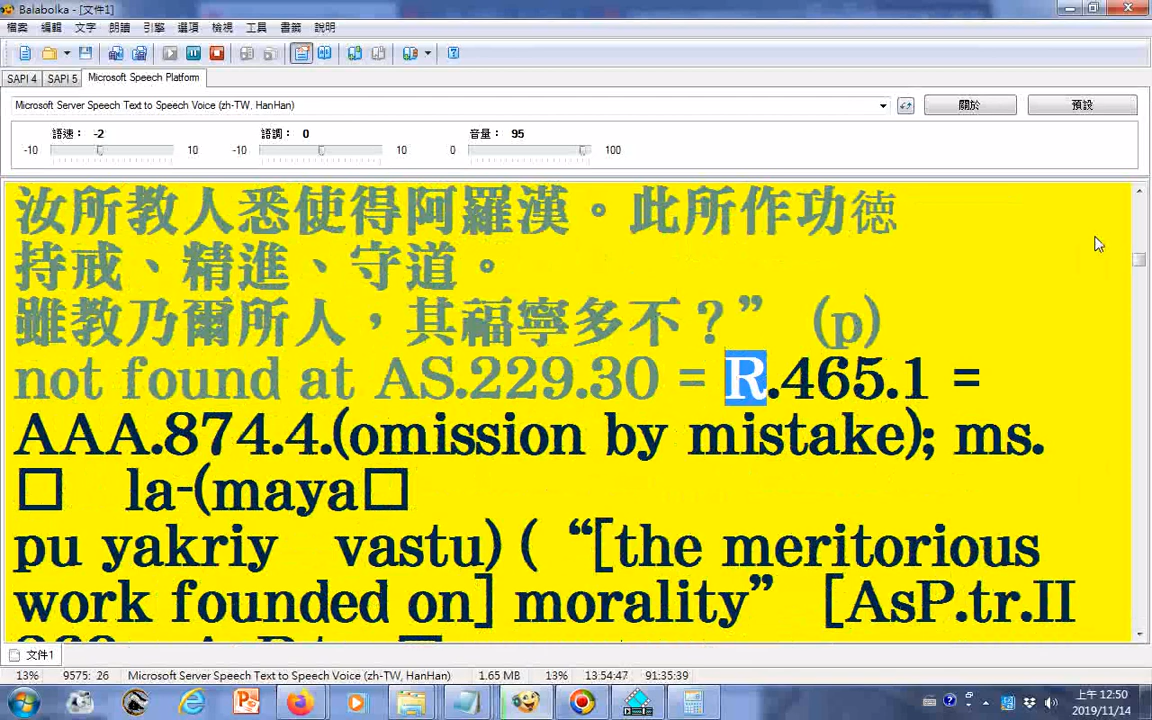 Balabolka - [文件1]
檔案 編輯 文字 朗讀 引擎 選項 檢視 工具 書籤 說明
SAPI 4 SAPI 5 Microsoft Speech Platform
Microsoft Server Speech Text to Speech Voice (zh-TW, HanHan) 關於 預設
語速： -2 語調： 0 音量： 95
-10 10 -10 10 0 100
汝所教人悉使得阿羅漢。此所作功德
持戒、精進、守道。
雖教乃爾所人，其福寧多不？” (p)
not found at AS.229.30 = R.465.1 =
AAA.874.4.(omission by mistake); ms.
□ la-(maya□
pu yakriy vastu) ( “[the meritorious
work founded on] morality” [AsP.tr.II
文件1
13% 9575: 26 Microsoft Server Speech Text to Speech Voice (zh-TW, HanHan) 1.65 MB 13% 13:54:47 91:35:39
上午 12:50
2019/11/14